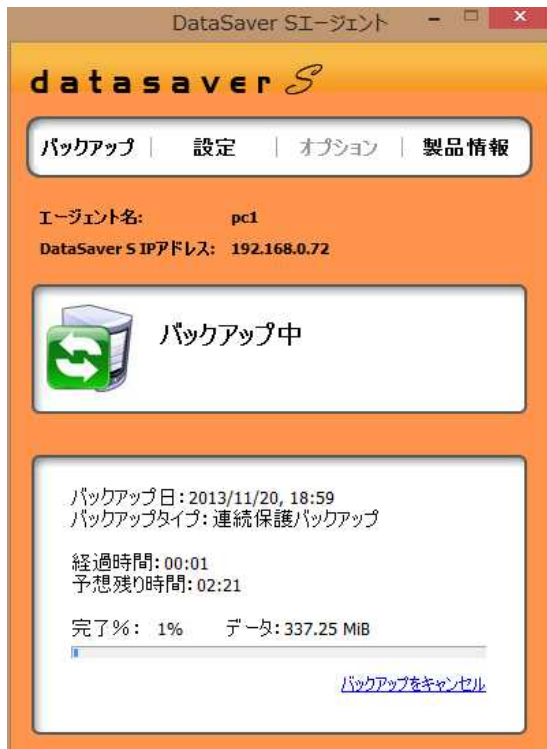 DataSaver Sエージェント
datasaver S
バックアップ | 設定 | オプション | 製品情報
エージェント名: pc1
DataSaver S IPアドレス: 192.168.0.72
バックアップ中
バックアップ日:2013/11/20, 18:59
バックアップタイプ:連続保護バックアップ
経過時間:00:01
予想残り時間:02:21
完了%: 1% データ:337.25 MiB
バックアップをキャンセル